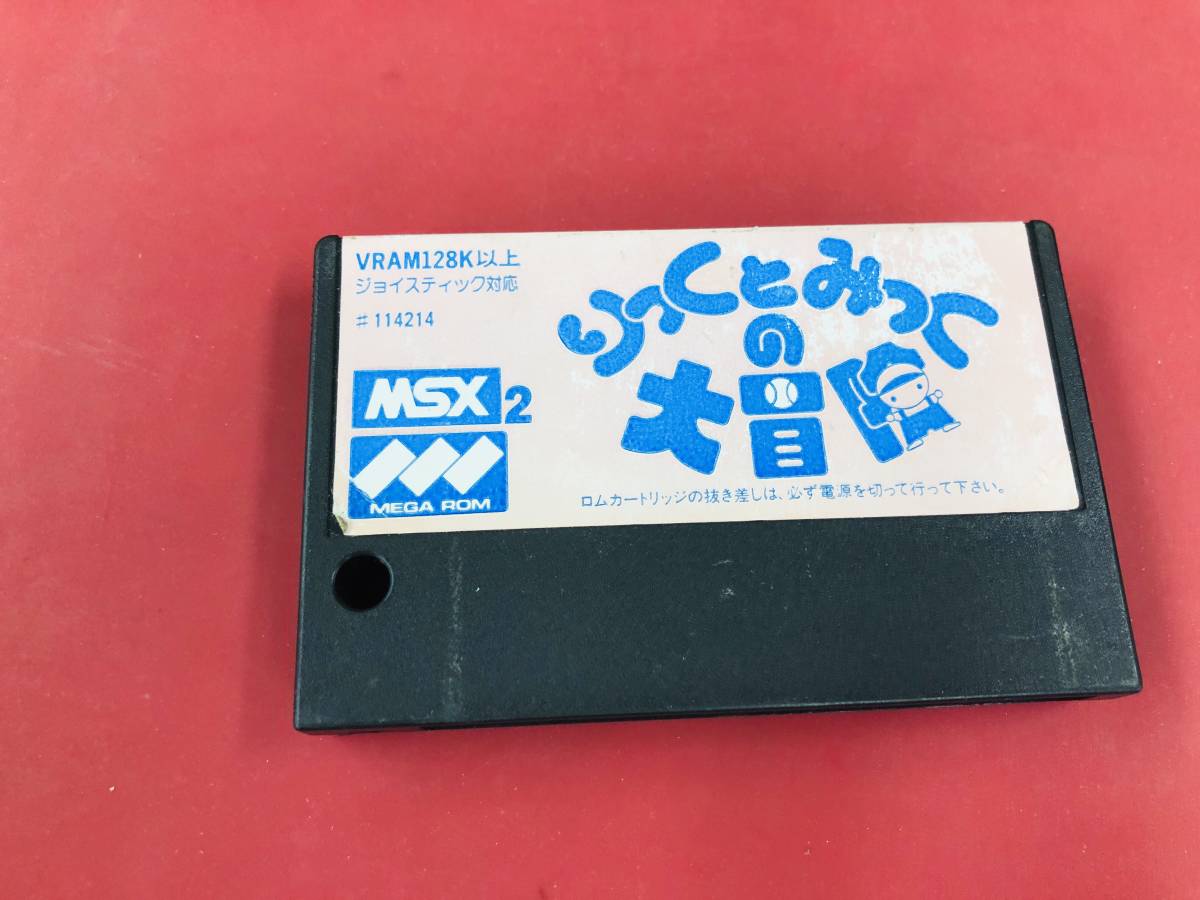 VRAM128K以上
ジョイスティック対応
#114214
MSX2
MEGA ROM
りっくとみっく
の
大冒険
ロムカートリッジの抜き差しは、必ず電源を切って行って下さい。